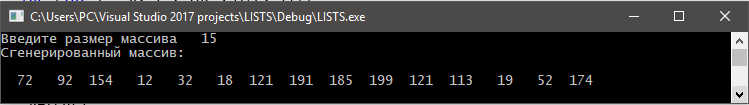 C:\Users\PC\Visual Studio 2017 projects\LISTS\Debug\LISTS.exe
Введите размер массива 15
Сгенерированный массив:
72 92 154 12 32 18 121 191 185 199 121 113 19 52 174